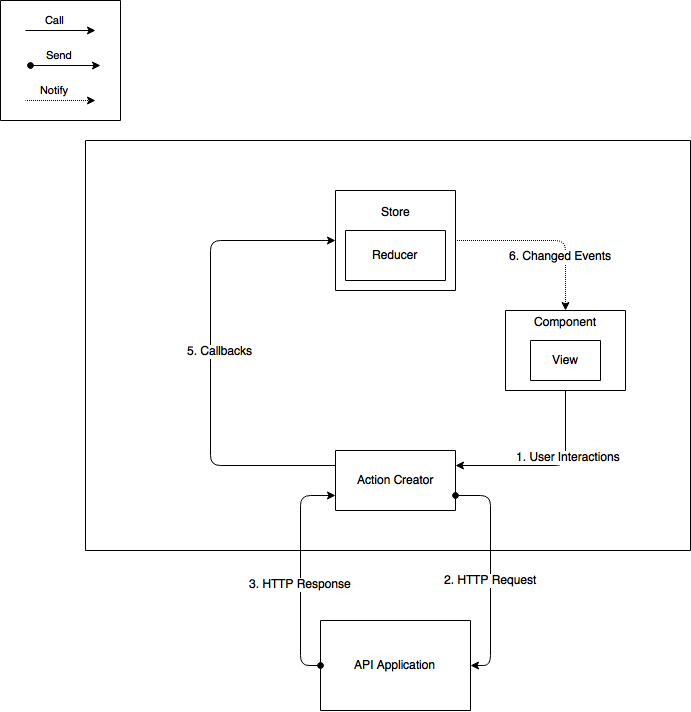 Call
Send
Notify
Store
Reducer
6. Changed Events
Component
View
5. Callbacks
1. User Interactions
Action Creator
3. HTTP Response
2. HTTP Request
API Application